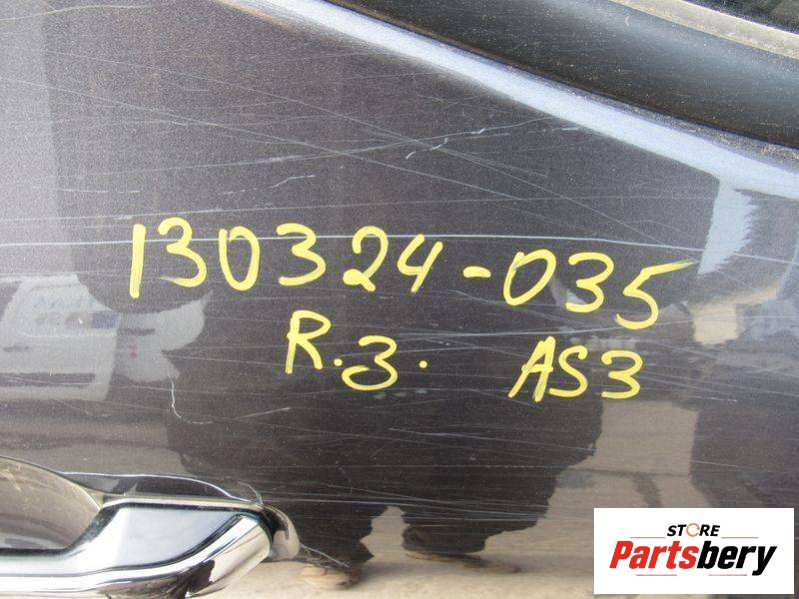 130324-035
R.3. AS3
STORE
Partsbery